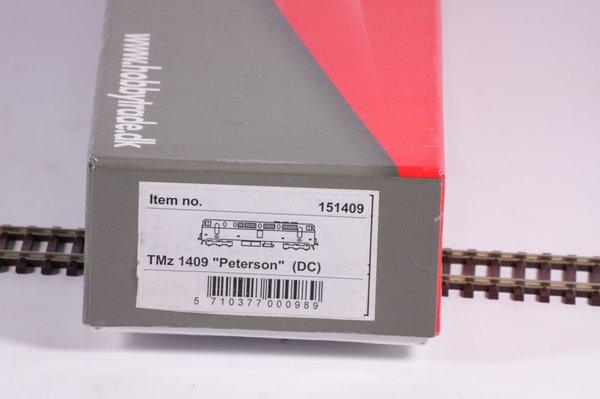 www.hobbytrade.dk
Item no. 151409
TMz 1409 "Peterson" (DC)
5 710377 000989